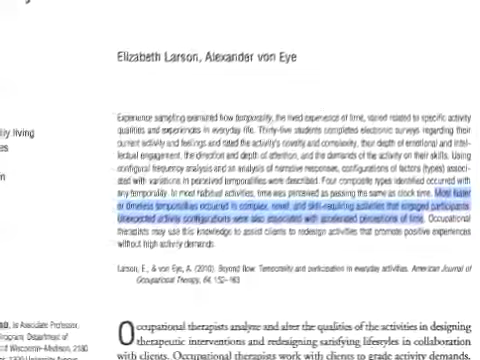 Elizabeth Larson, Alexander von Eye
Experience sampling examined how temporality, the lived experience of time, varied related to specific activity
qualities and experiences in everyday life. Thirty-five students completed electronic surveys regarding their
current activity and feelings and rated the activity's novelty and complexity, their depth of emotional and intel-
lectual engagement, the direction and depth of attention, and the demands of the activity on their skills. Using
configural frequency analysis and an analysis of narrative responses, configurations of factors (types) associ-
ated with variations in perceived temporalities were described. Four composite types identified occurred with
any temporality. In most habitual activities, time was perceived as passing the same as clock time. Most faster
or timeless temporalities occurred in complex, novel, and skill-requiring activities that engaged participants.
Unexpected activity configurations were also associated with accelerated perceptions of time. Occupational
therapists may use this knowledge to assist clients to redesign activities that promote positive experiences
without high activity demands.
ily living
es
n
Larson, E., & von Eye, A. (2010). Beyond flow: Temporality and participation in everyday activities. American Journal of
Occupational Therapy, 64, 152–163
is Associate Professor,
Program, Department of
Wisconsin–Madison, 2180
Occupational therapists analyze and alter the qualities of activities in designing
therapeutic interventions and redesigning satisfying lifestyles in collaboration
with clients. Occupational therapists work with clients to grade activity demands,